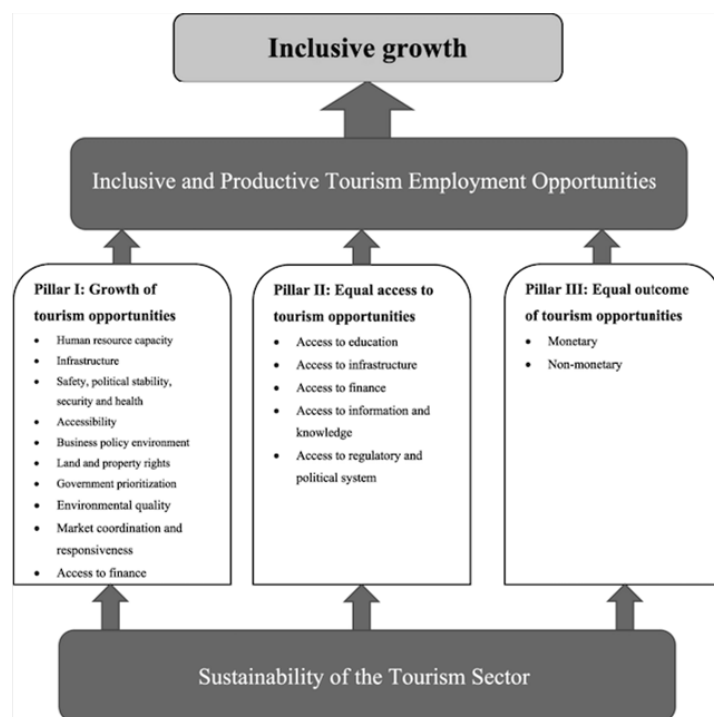 Inclusive growth
Inclusive and Productive Tourism Employment Opportunities
Pillar I: Growth of
tourism opportunities
• Human resource capacity
• Infrastructure
• Safety, political stability,
security and health
• Accessibility
• Business policy environment
• Land and property rights
• Government prioritization
• Environmental quality
• Market coordination and
responsiveness
• Access to finance
Pillar II: Equal access to
tourism opportunities
• Access to education
• Access to infrastructure
• Access to finance
• Access to information and
knowledge
• Access to regulatory and
political system
Pillar III: Equal outcome
of tourism opportunities
• Monetary
• Non-monetary
Sustainability of the Tourism Sector